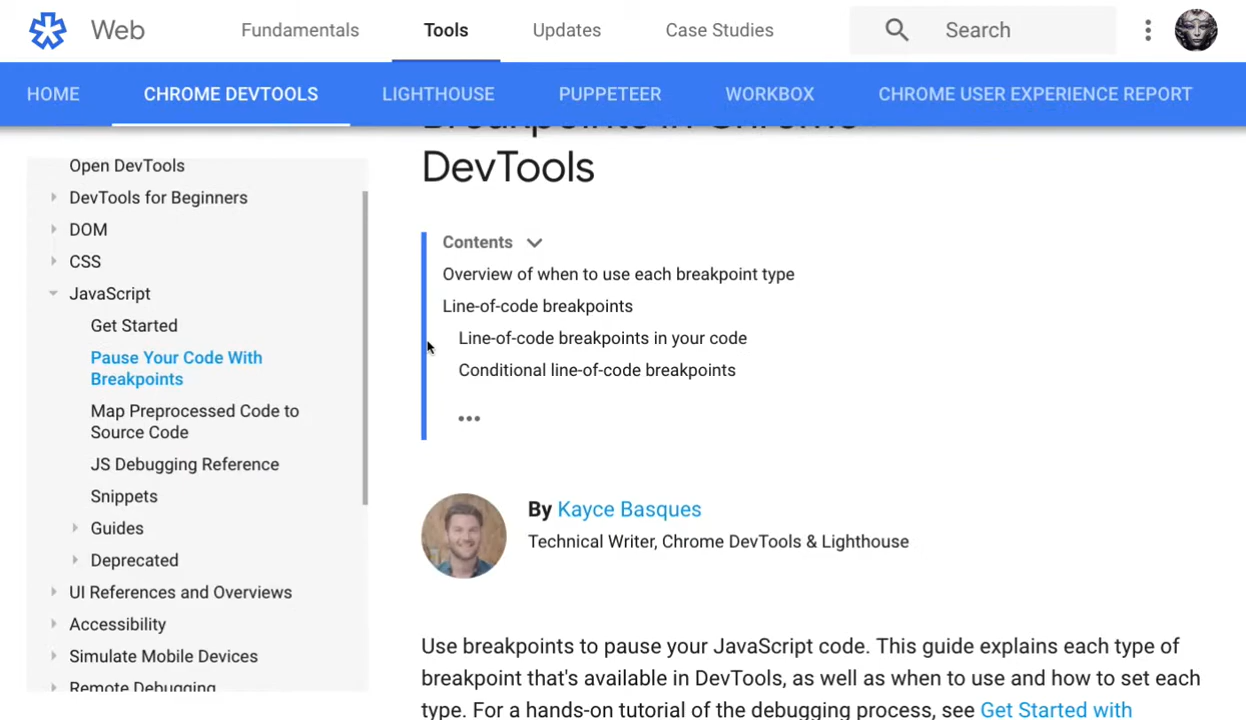 Web
Fundamentals
Tools
Updates
Case Studies
Search
HOME
CHROME DEVTOOLS
LIGHTHOUSE
PUPPETEER
WORKBOX
CHROME USER EXPERIENCE REPORT
Open DevTools
DevTools for Beginners
DOM
CSS
JavaScript
Get Started
Pause Your Code With
Breakpoints
Map Preprocessed Code to
Source Code
JS Debugging Reference
Snippets
Guides
Deprecated
UI References and Overviews
Accessibility
Simulate Mobile Devices
Remote Debugging
Breakpoints in Chrome
DevTools
Contents
Overview of when to use each breakpoint type
Line-of-code breakpoints
Line-of-code breakpoints in your code
Conditional line-of-code breakpoints
•••
By Kayce Basques
Technical Writer, Chrome DevTools & Lighthouse
Use breakpoints to pause your JavaScript code. This guide explains each type of
breakpoint that's available in DevTools, as well as when to use and how to set each
type. For a hands-on tutorial of the debugging process, see Get Started with